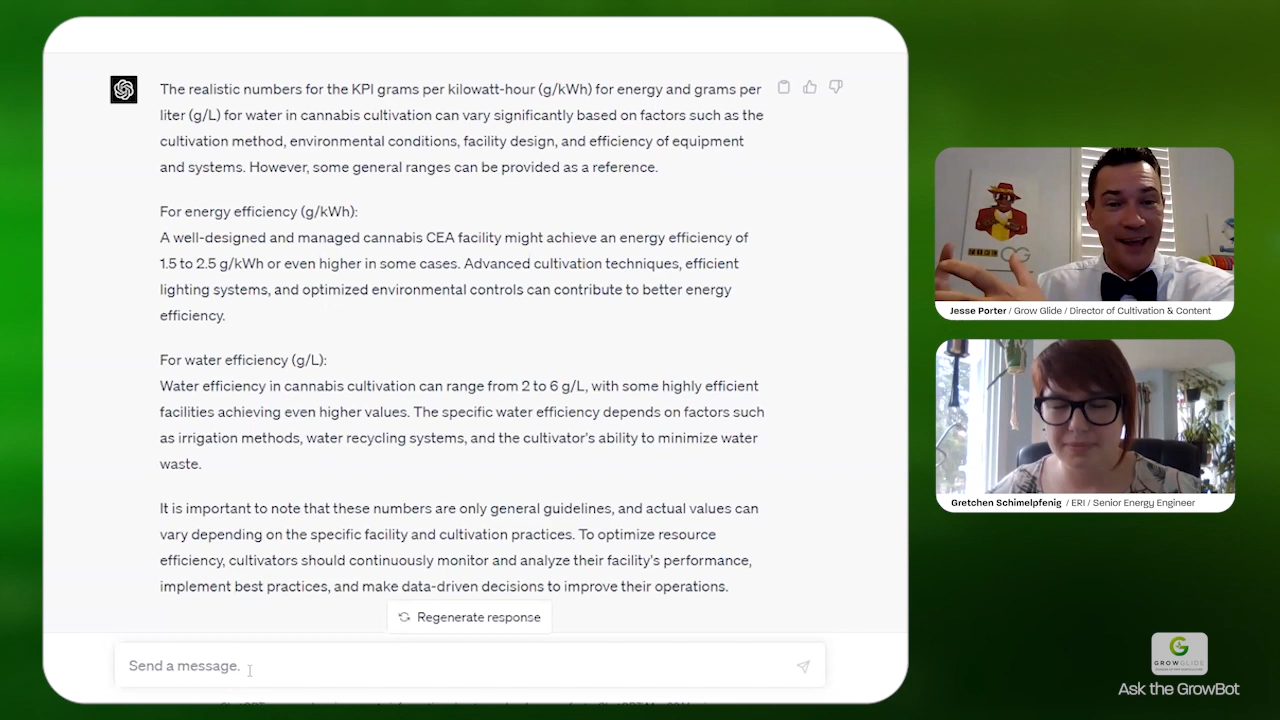 The realistic numbers for the KPI grams per kilowatt-hour (g/kWh) for energy and grams per
liter (g/L) for water in cannabis cultivation can vary significantly based on factors such as the
cultivation method, environmental conditions, facility design, and efficiency of equipment
and systems. However, some general ranges can be provided as a reference.
For energy efficiency (g/kWh):
A well-designed and managed cannabis CEA facility might achieve an energy efficiency of
1.5 to 2.5 g/kWh or even higher in some cases. Advanced cultivation techniques, efficient
lighting systems, and optimized environmental controls can contribute to better energy
efficiency.
For water efficiency (g/L):
Water efficiency in cannabis cultivation can range from 2 to 6 g/L, with some highly efficient
facilities achieving even higher values. The specific water efficiency depends on factors such
as irrigation methods, water recycling systems, and the cultivator's ability to minimize water
waste.
It is important to note that these numbers are only general guidelines, and actual values can
vary depending on the specific facility and cultivation practices. To optimize resource
efficiency, cultivators should continuously monitor and analyze their facility's performance,
implement best practices, and make data-driven decisions to improve their operations.
Regenerate response
Send a message.
Jesse Porter / Grow Glide / Director of Cultivation & Content
Gretchen Schimelpfenig / ERI / Senior Energy Engineer
GROWGLIDE
Ask the GrowBot